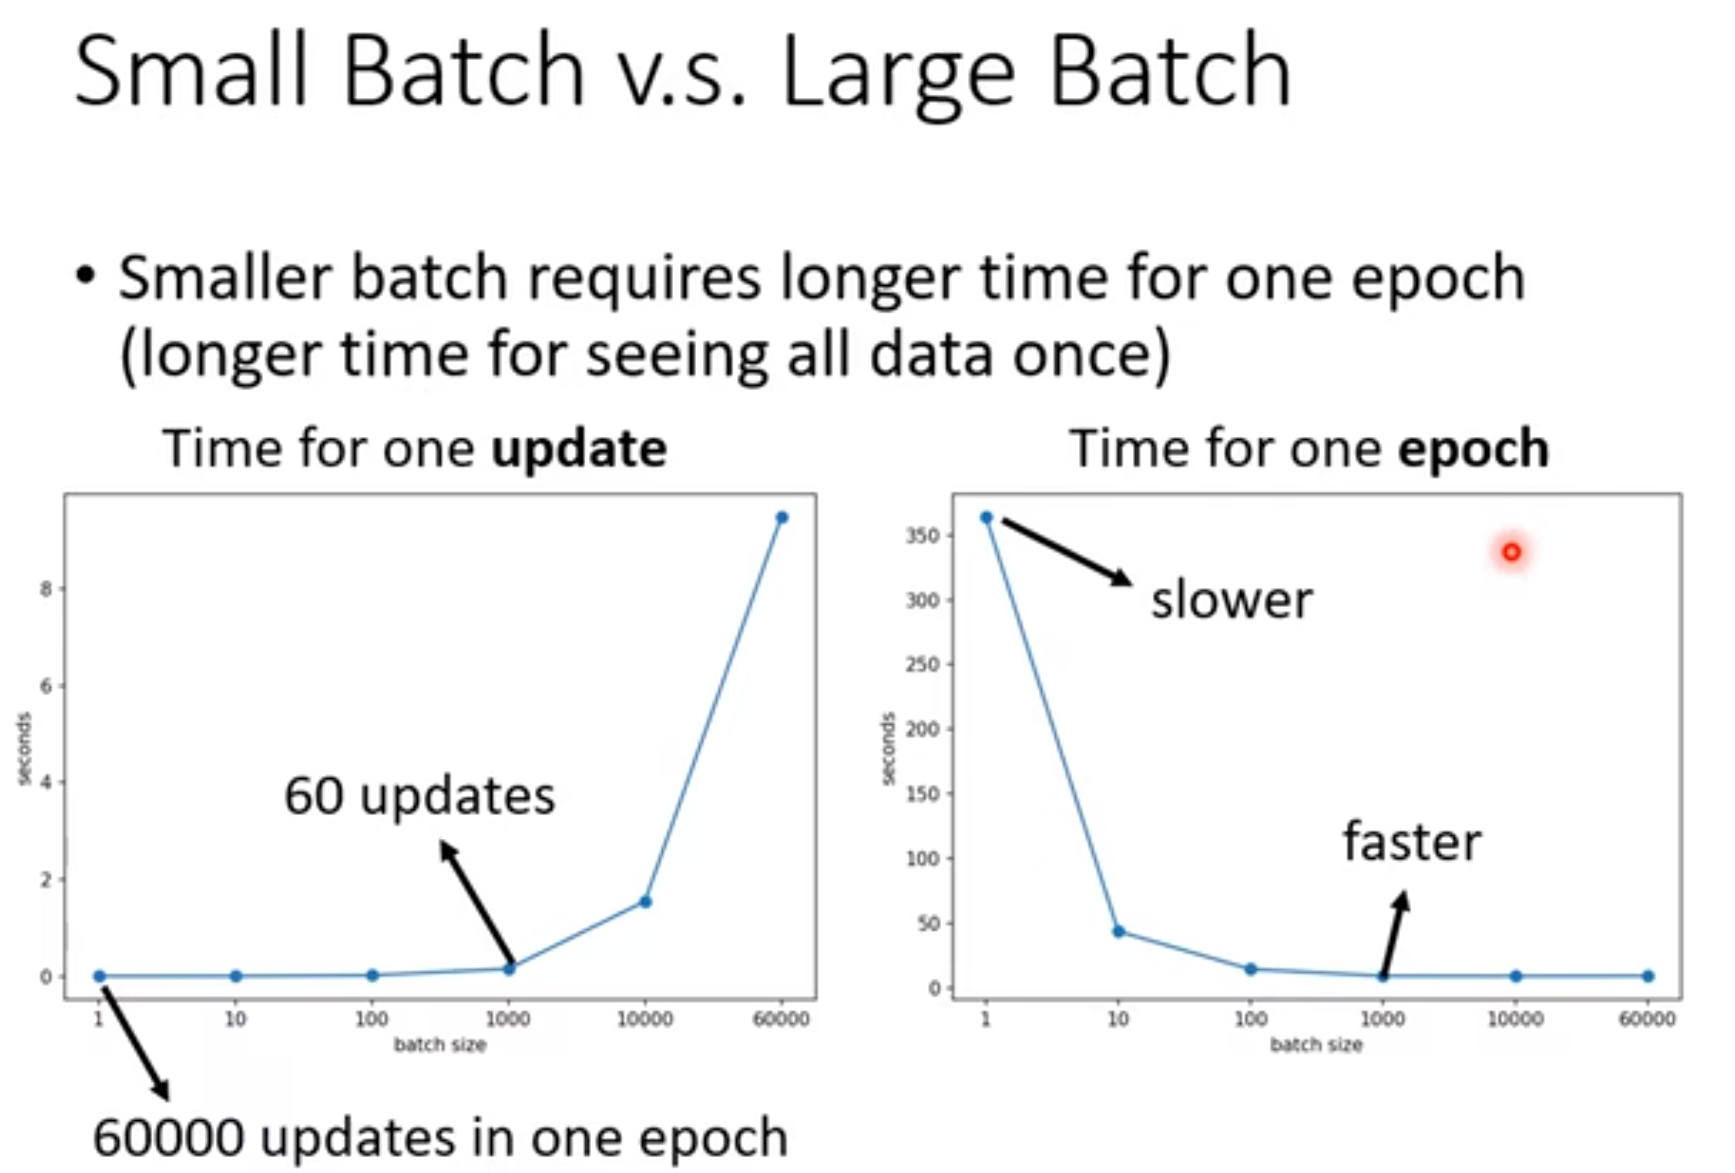 Small Batch v.s. Large Batch
• Smaller batch requires longer time for one epoch
(longer time for seeing all data once)
Time for one update
8
6
4
2
0
seconds
60 updates
1 10 100 1000 10000 60000
batch size
60000 updates in one epoch
Time for one epoch
350
300
250
200
150
100
50
0
seconds
slower
faster
1 10 100 1000 10000 60000
batch size